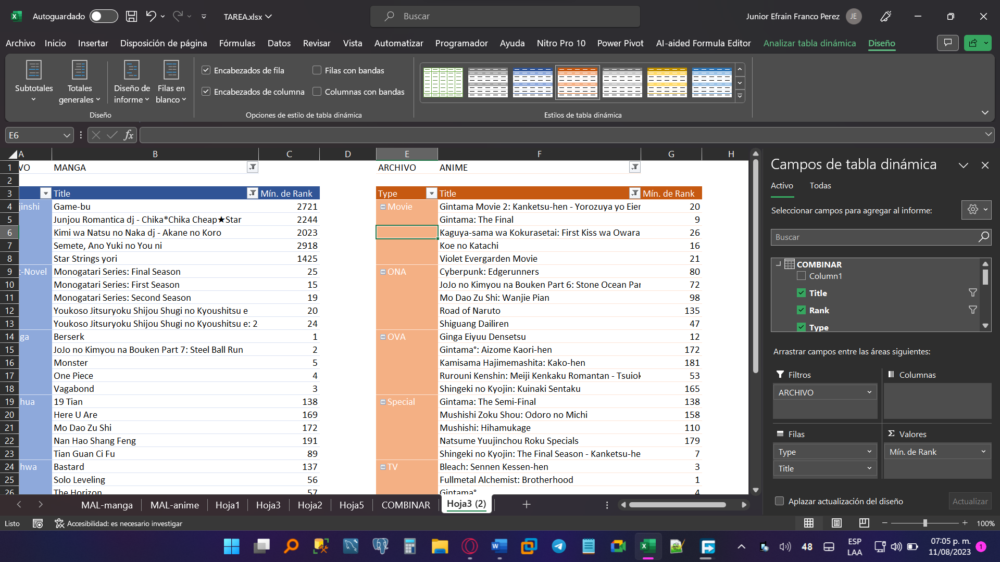 Autoguardado
TAREA.xlsx
Buscar
Junior Efrain Franco Perez
JE
Archivo Inicio Insertar Disposición de página Fórmulas Datos Revisar Vista Automatizar Programador Ayuda Nitro Pro 10 Power Pivot AI-aided Formula Editor Analizar tabla dinámica Diseño
Subtotales
Totales generales
Diseño de informe
Filas en blanco
Diseño
Encabezados de fila
Filas con bandas
Encabezados de columna
Columnas con bandas
Opciones de estilo de tabla dinámica
Estilos de tabla dinámica
E6
fx
A B C D E F G H
1 VO MANGA ARCHIVO ANIME
2
3 Title Mín. de Rank Type Title Mín. de Rank
4 jinshi Game-bu 2721 Movie Gintama Movie 2: Kanketsu-hen - Yorozuya yo Eier 20
5 Junjou Romantica dj - Chika*Chika Cheap★Star 2244 Gintama: The Final 9
6 Kimi wa Natsu no Naka dj - Akane no Koro 2023 Kaguya-sama wa Kokurasetai: First Kiss wa Owara 26
7 Semete, Ano Yuki no You ni 2918 Koe no Katachi 16
8 Star Strings yori 1425 Violet Evergarden Movie 21
9 t-Novel Monogatari Series: Final Season 25 ONA Cyberpunk: Edgerunners 80
10 Monogatari Series: First Season 15 JoJo no Kimyou na Bouken Part 6: Stone Ocean Par 72
11 Monogatari Series: Second Season 19 Mo Dao Zu Shi: Wanjie Pian 98
12 Youkoso Jitsuryoku Shijou Shugi no Kyoushitsu e 20 Road of Naruto 135
13 Youkoso Jitsuryoku Shijou Shugi no Kyoushitsu e: 2 24 Shiguang Dailiren 47
14 ga Berserk 1 OVA Ginga Eiyuu Densetsu 12
15 JoJo no Kimyou na Bouken Part 7: Steel Ball Run 2 Gintama°: Aizome Kaori-hen 172
16 Monster 5 Kamisama Hajimemashita: Kako-hen 181
17 One Piece 4 Rurouni Kenshin: Meiji Kenkaku Romantan - Tsuiok 53
18 Vagabond 3 Shingeki no Kyojin: Kuinaki Sentaku 165
19 hua 19 Tian 138 Special Gintama: The Semi-Final 138
20 Here U Are 169 Mushishi Zoku Shou: Odoro no Michi 158
21 Mo Dao Zu Shi 172 Mushishi: Hihamukage 110
22 Nan Hao Shang Feng 191 Natsume Yuujinchou Roku Specials 179
23 Tian Guan Ci Fu 89 Shingeki no Kyojin: The Final Season - Kanketsu-he 7
24 hwa Bastard 137 TV Bleach: Sennen Kessen-hen 3
25 Solo Leveling 56 Fullmetal Alchemist: Brotherhood 1
26 The Horizon 57 Gintama° 4
Campos de tabla dinámica
Activo Todas
Seleccionar campos para agregar al informe:
Buscar
COMBINAR
Column1
Title
Rank
Type
Arrastrar campos entre las áreas siguientes:
Filtros
Columnas
ARCHIVO
Filas
Σ Valores
Type
Mín. de Rank
Title
Aplazar actualización del diseño
Actualizar
MAL-manga MAL-anime Hoja1 Hoja3 Hoja2 Hoja5 COMBINAR Hoja3 (2)
Listo
Accesibilidad: es necesario investigar
100%
48
ESP
LAA
07:05 p. m.
11/08/2023
1